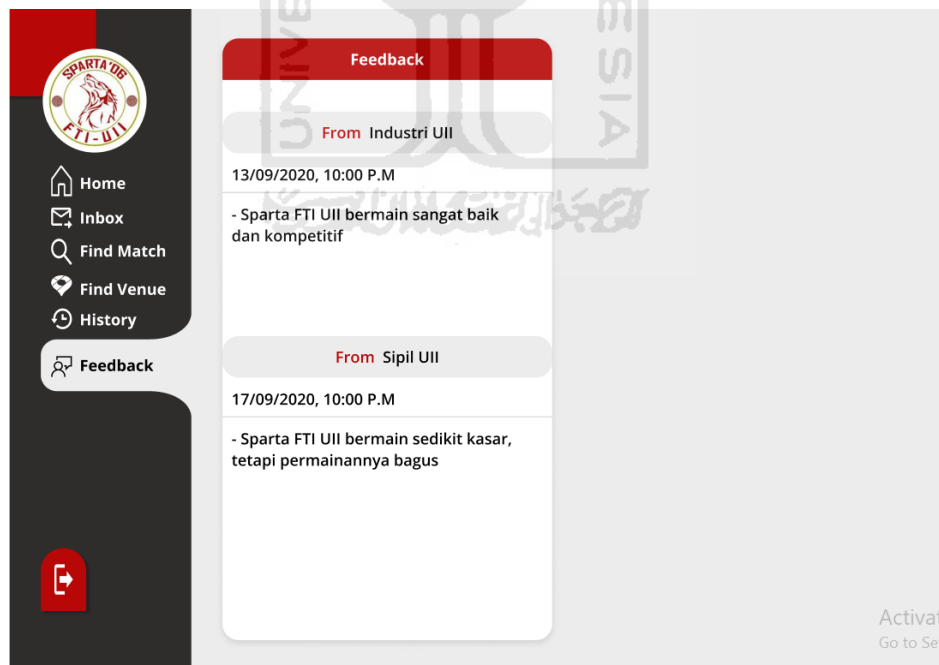 SPARTA'06
FTI-UII
Home
Inbox
Find Match
Find Venue
History
Feedback
Feedback
From Industri UII
13/09/2020, 10:00 P.M
- Sparta FTI UII bermain sangat baik
dan kompetitif
From Sipil UII
17/09/2020, 10:00 P.M
- Sparta FTI UII bermain sedikit kasar,
tetapi permainannya bagus
Go to